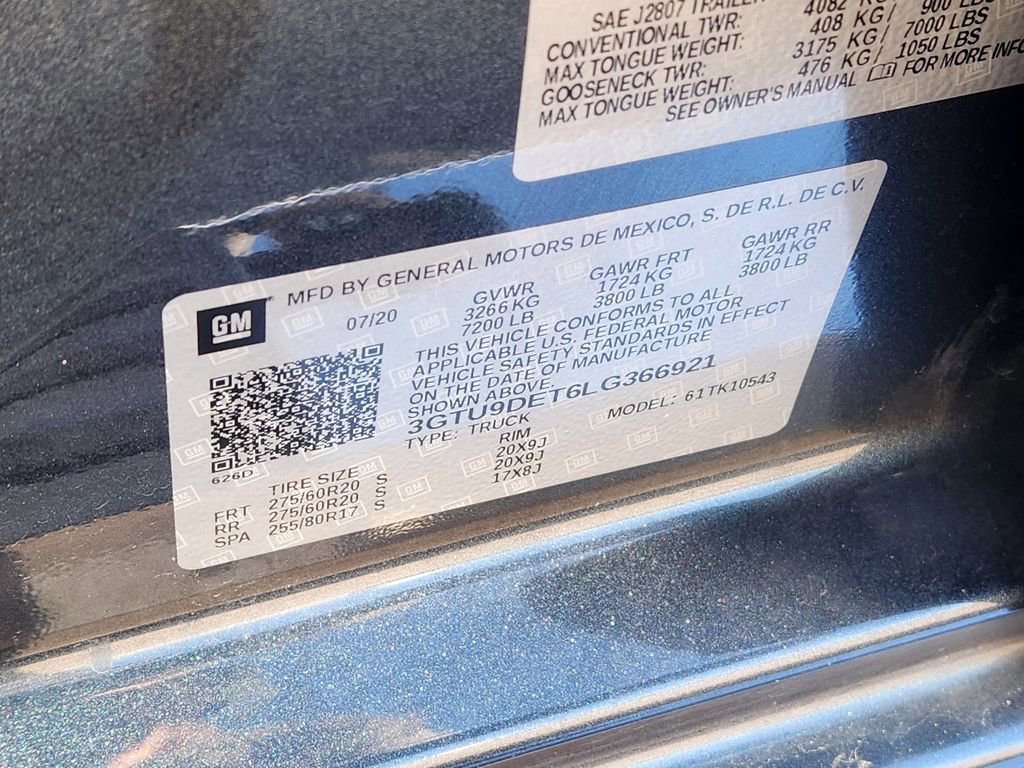 SAE J2807 TRAILER
4082 KG/
900 LBS
CONVENTIONAL TWR:
408 KG/ 7000 LBS
MAX TONGUE WEIGHT:
3175 KG/ 1050 LBS
GOOSENECK TWR:
476 KG/
MAX TONGUE WEIGHT:
SEE OWNER'S MANUAL FOR MORE INFO
MFD BY GENERAL MOTORS DE MEXICO, S. DE R.L. DE C.V.
GM
07/20
GVWR GAWR FRT GAWR RR
3266 KG 1724 KG 1724 KG
7200 LB 3800 LB 3800 LB
THIS VEHICLE CONFORMS TO ALL
APPLICABLE U.S. FEDERAL MOTOR
VEHICLE SAFETY STANDARDS IN EFFECT
ON THE DATE OF MANUFACTURE
SHOWN ABOVE.
3GTU9DET6LG366921
TYPE: TRUCK MODEL: 61TK10543
626D
TIRE SIZE RIM
FRT 275/60R20 S 20X9J
RR 275/60R20 S 20X9J
SPA 255/80R17 S 17X8J